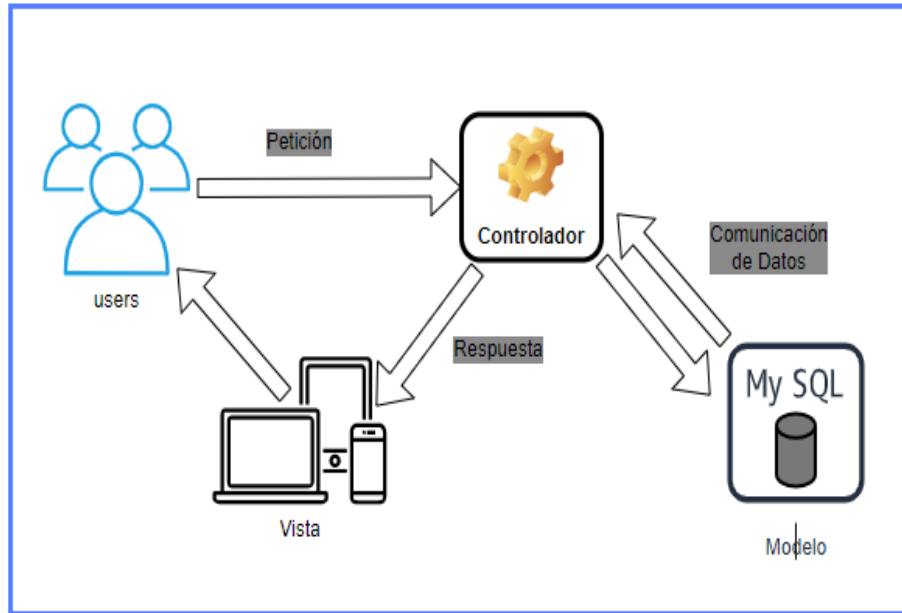 Petición
Controlador
Comunicación
de Datos
users
Respuesta
My SQL
Vista
Modelo